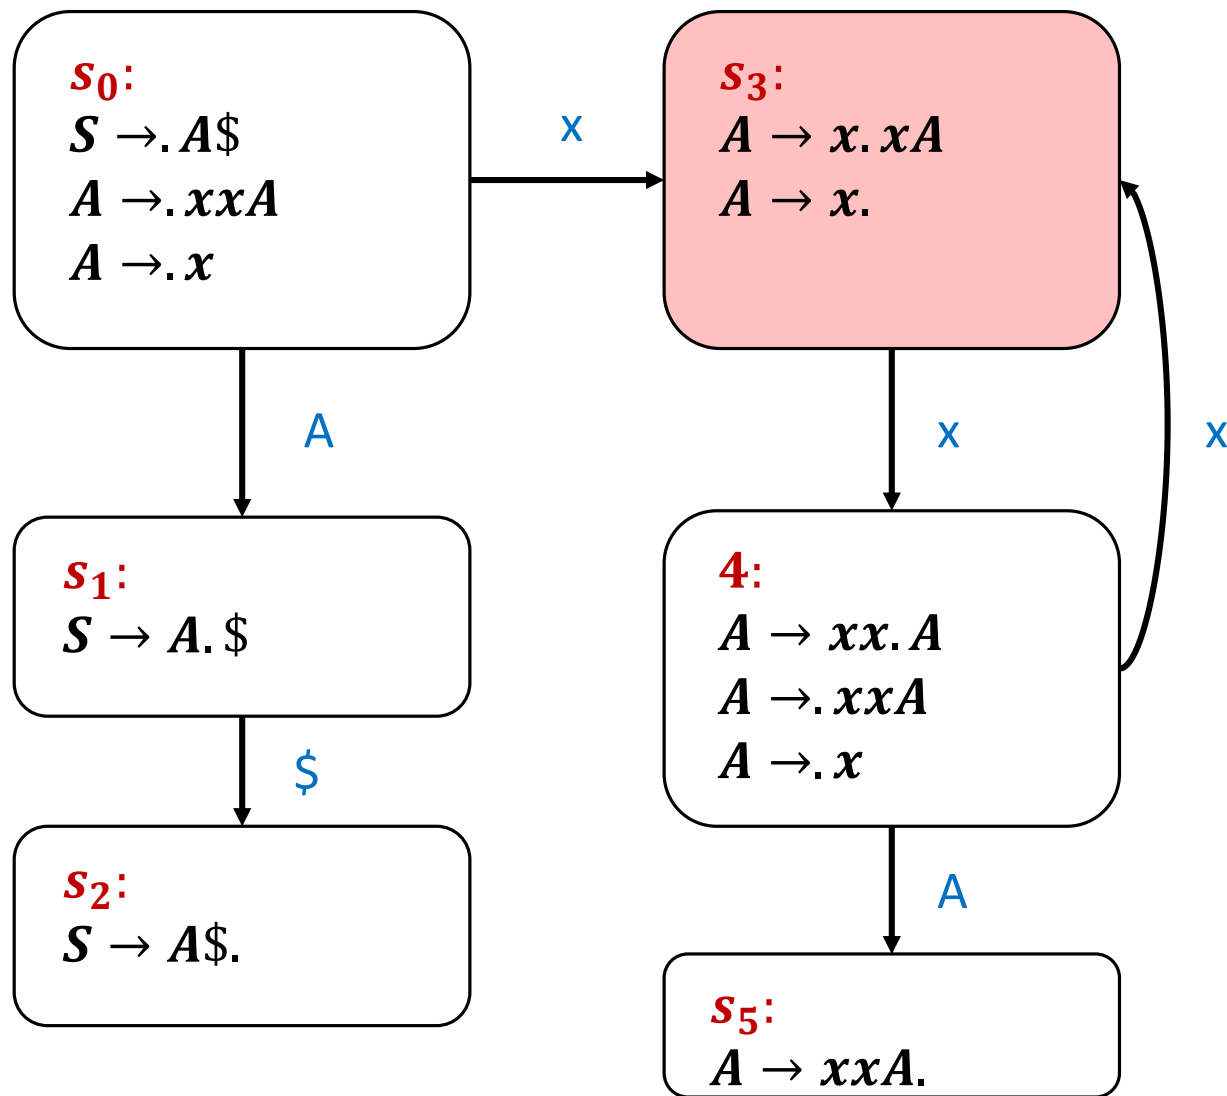 s₀:
S →. A$
A →. xxA
A →. x
x
s₃:
A → x. xA
A → x.
A
x
x
s₁:
S → A. $
4:
A → xx. A
A →. xxA
A →. x
$
s₂:
S → A$.
A
s₅:
A → xxA.